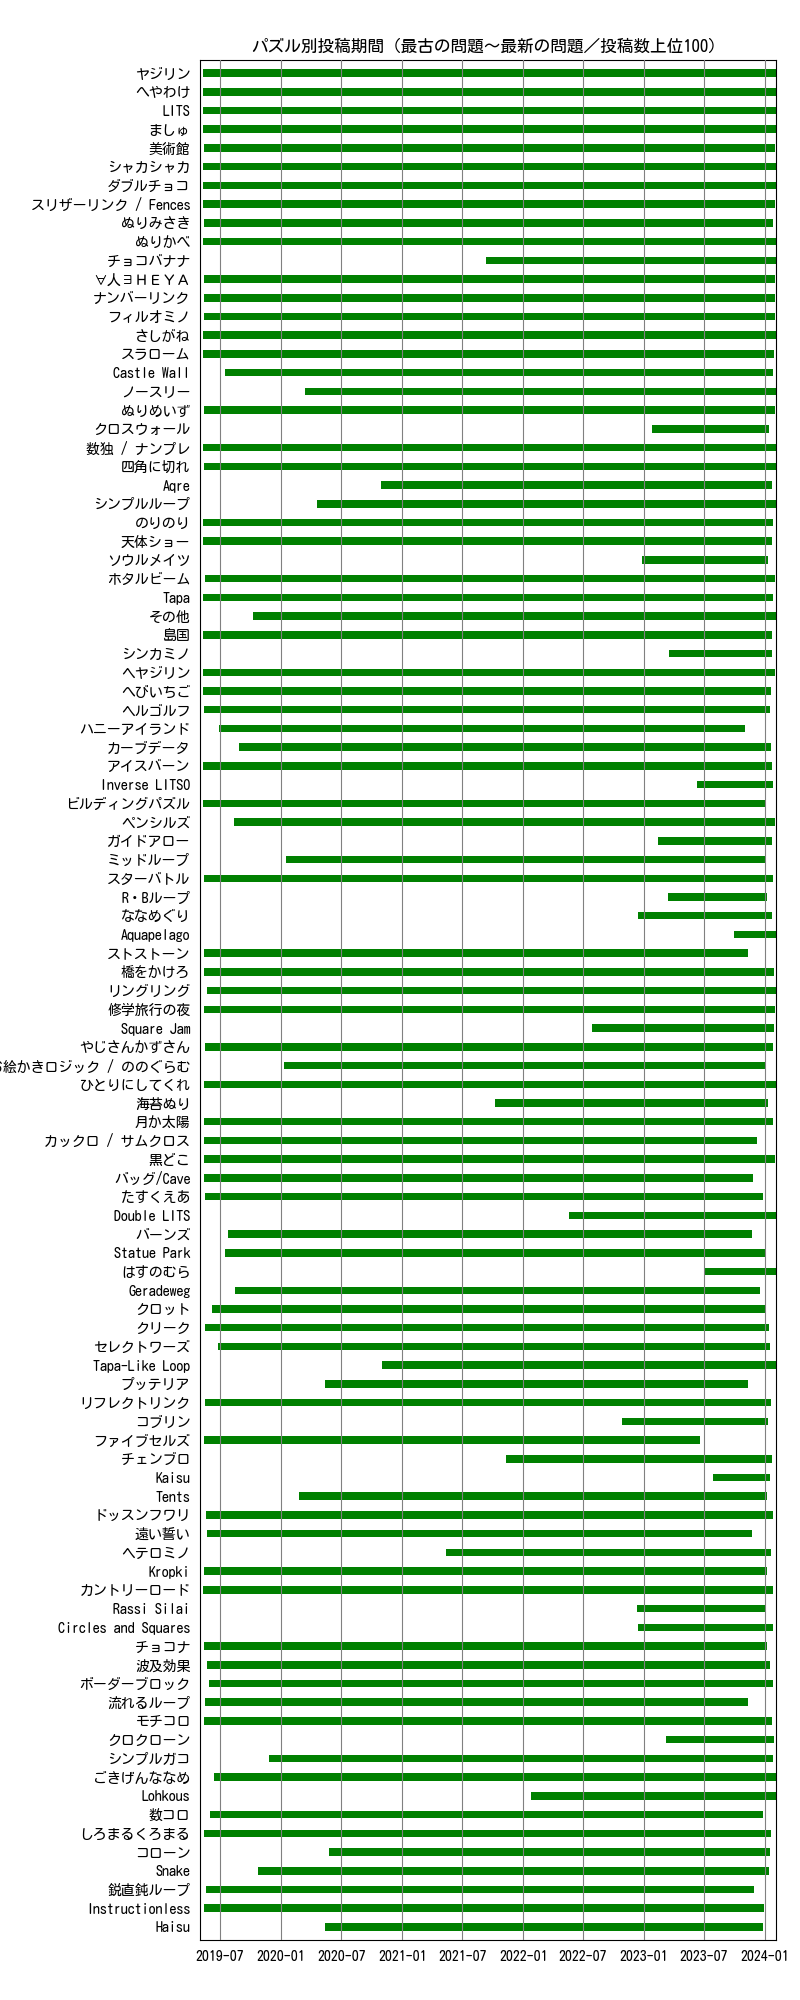 パズル別投稿期間（最古の問題～最新の問題／投稿数上位100）
ヤジリン
へやわけ
LITS
ましゅ
美術館
シャカシャカ
ダブルチョコ
スリザーリンク / Fences
ぬりみさき
ぬりかべ
チョコバナナ
∀人∃ＨＥＹＡ
ナンバーリンク
フィルオミノ
さしがね
スラローム
Castle Wall
ノースリー
ぬりめいず
クロスウォール
数独 / ナンプレ
四角に切れ
Aqre
シンプルループ
のりのり
天体ショー
ソウルメイツ
ホタルビーム
Tapa
その他
島国
シンカミノ
ヘヤジリン
へびいちご
ヘルゴルフ
ハニーアイランド
カーブデータ
アイスバーン
Inverse LITSO
ビルディングパズル
ペンシルズ
ガイドアロー
ミッドループ
スターバトル
R・Bループ
ななめぐり
Aquapelago
ストストーン
橋をかけろ
リングリング
修学旅行の夜
Square Jam
やじさんかずさん
絵かきロジック / ののぐらむ
ひとりにしてくれ
海苔ぬり
月か太陽
カックロ / サムクロス
黒どこ
バッグ/Cave
たすくえあ
Double LITS
バーンズ
Statue Park
はすのむら
Geradeweg
クロット
クリーク
セレクトワーズ
Tapa-Like Loop
プッテリア
リフレクトリンク
コブリン
ファイブセルズ
チェンブロ
Kaisu
Tents
ドッスンフワリ
遠い誓い
ヘテロミノ
Kropki
カントリーロード
Rassi Silai
Circles and Squares
チョコナ
波及効果
ボーダーブロック
流れるループ
モチコロ
クロクローン
シンプルガコ
ごきげんななめ
Lohkous
数コロ
しろまるくろまる
コローン
Snake
鋭直鈍ループ
Instructionless
Haisu
2019-07 2020-01 2020-07 2021-01 2021-07 2022-01 2022-07 2023-01 2023-07 2024-01